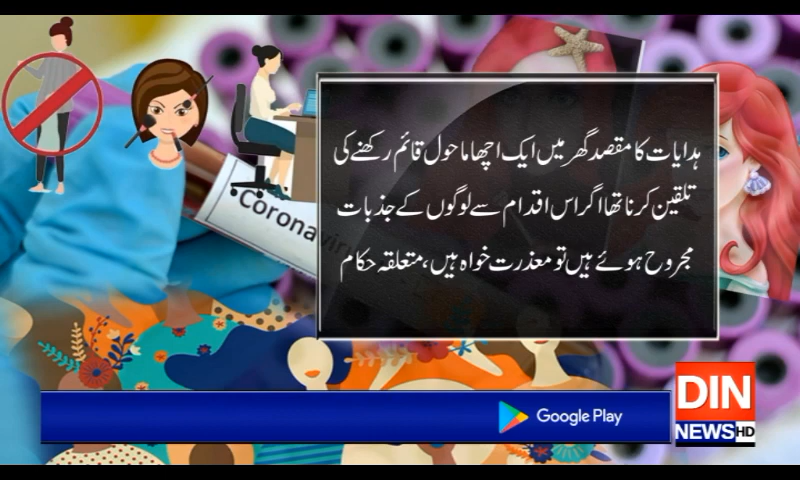 ہدایات کا مقصد گھر میں ایک اچھا ماحول قائم رکھنے کی
تلقین کرنا تھا اگر اس اقدام سے لوگوں کے جذبات
مجروح ہوئے ہیں تو معذرت خواہ ہیں، متعلقہ حکام
Coronavirus
Google Play
DIN
NEWS HD